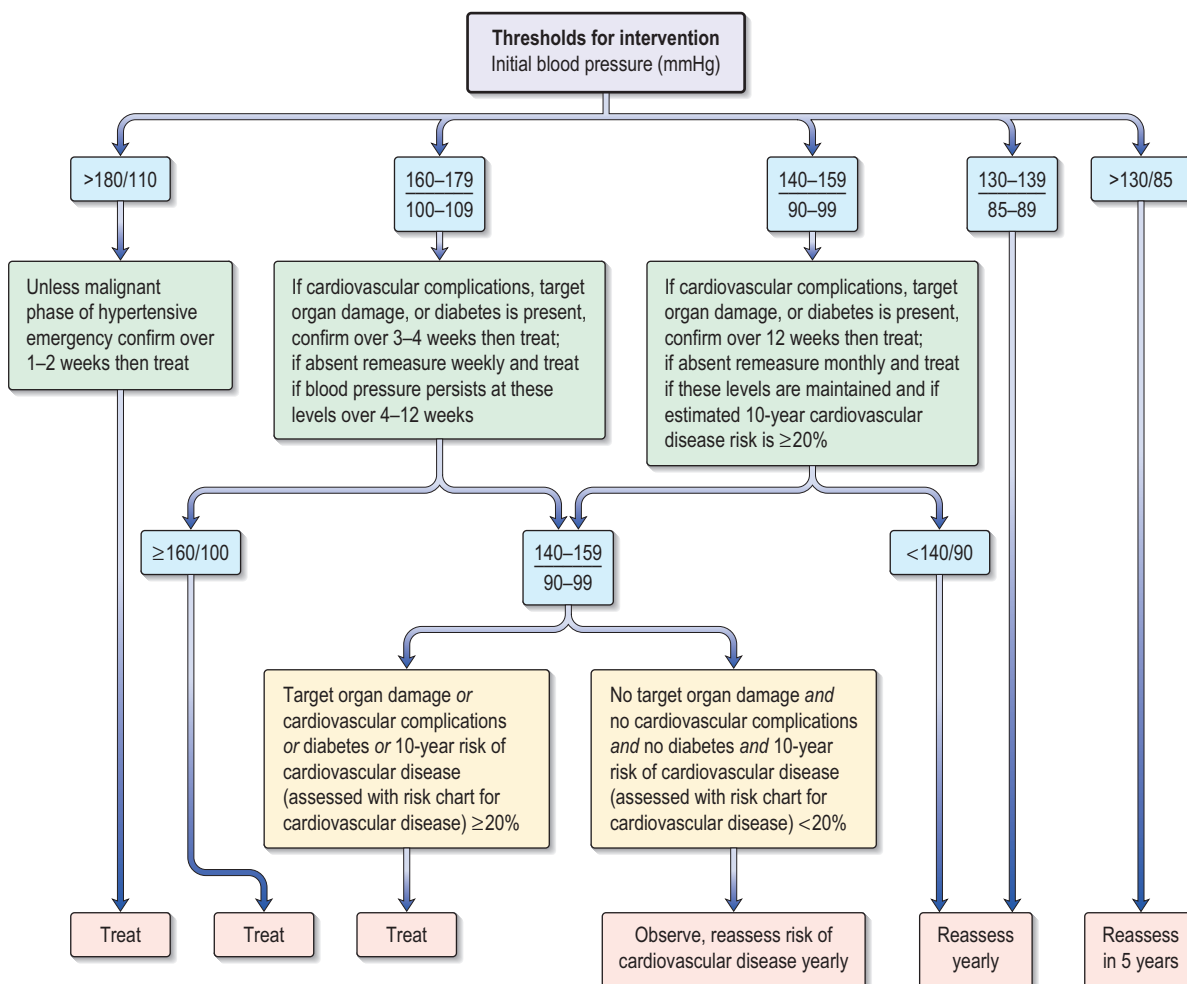 Thresholds for intervention
Initial blood pressure (mmHg)
>180/110
160–179
100–109
140–159
90–99
130–139
85–89
>130/85
Unless malignant
phase of hypertensive
emergency confirm over
1–2 weeks then treat
If cardiovascular complications, target
organ damage, or diabetes is present,
confirm over 3–4 weeks then treat;
if absent remeasure weekly and treat
if blood pressure persists at these
levels over 4–12 weeks
If cardiovascular complications, target
organ damage, or diabetes is present,
confirm over 12 weeks then treat;
if absent remeasure monthly and treat
if these levels are maintained and if
estimated 10-year cardiovascular
disease risk is ≥20%
≥160/100
140–159
90–99
<140/90
Target organ damage or
cardiovascular complications
or diabetes or 10-year risk of
cardiovascular disease
(assessed with risk chart for
cardiovascular disease) ≥20%
No target organ damage and
no cardiovascular complications
and no diabetes and 10-year
risk of cardiovascular disease
(assessed with risk chart for
cardiovascular disease) <20%
Treat
Treat
Treat
Observe, reassess risk of
cardiovascular disease yearly
Reassess
yearly
Reassess
in 5 years